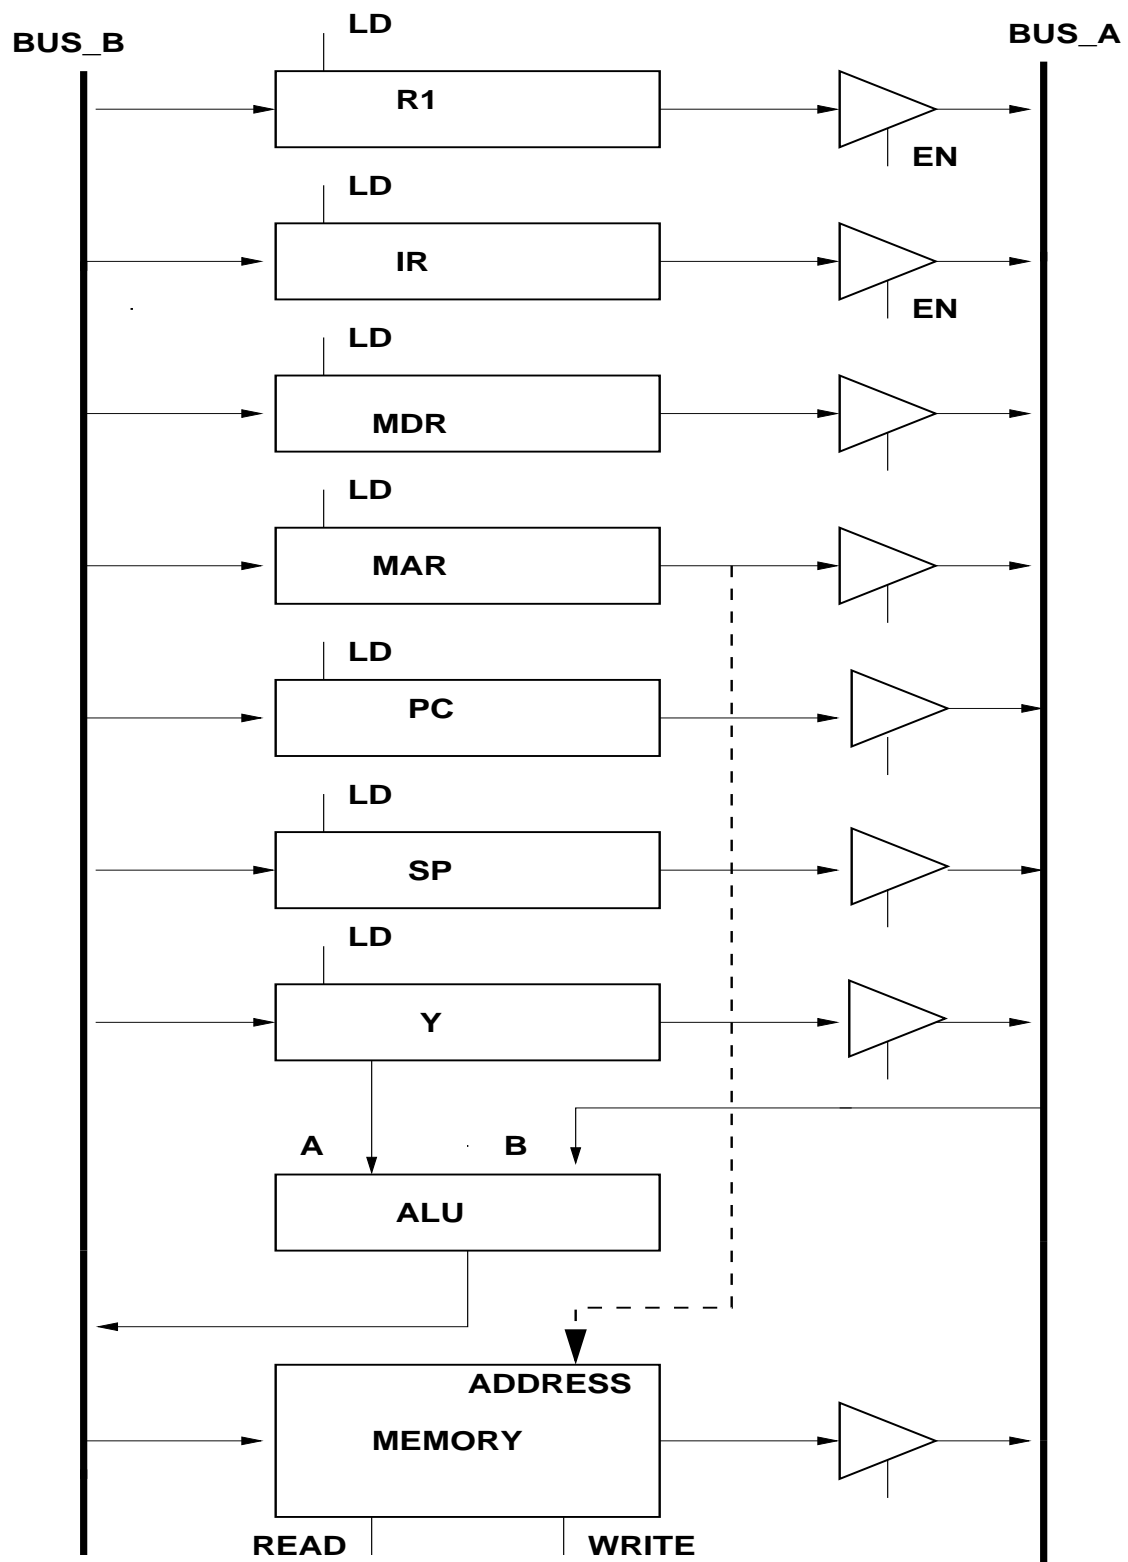 LD
BUS_B
BUS_A
R1
EN
LD
IR
EN
LD
MDR
LD
MAR
LD
PC
LD
SP
LD
Y
A
B
ALU
ADDRESS
MEMORY
READ
WRITE